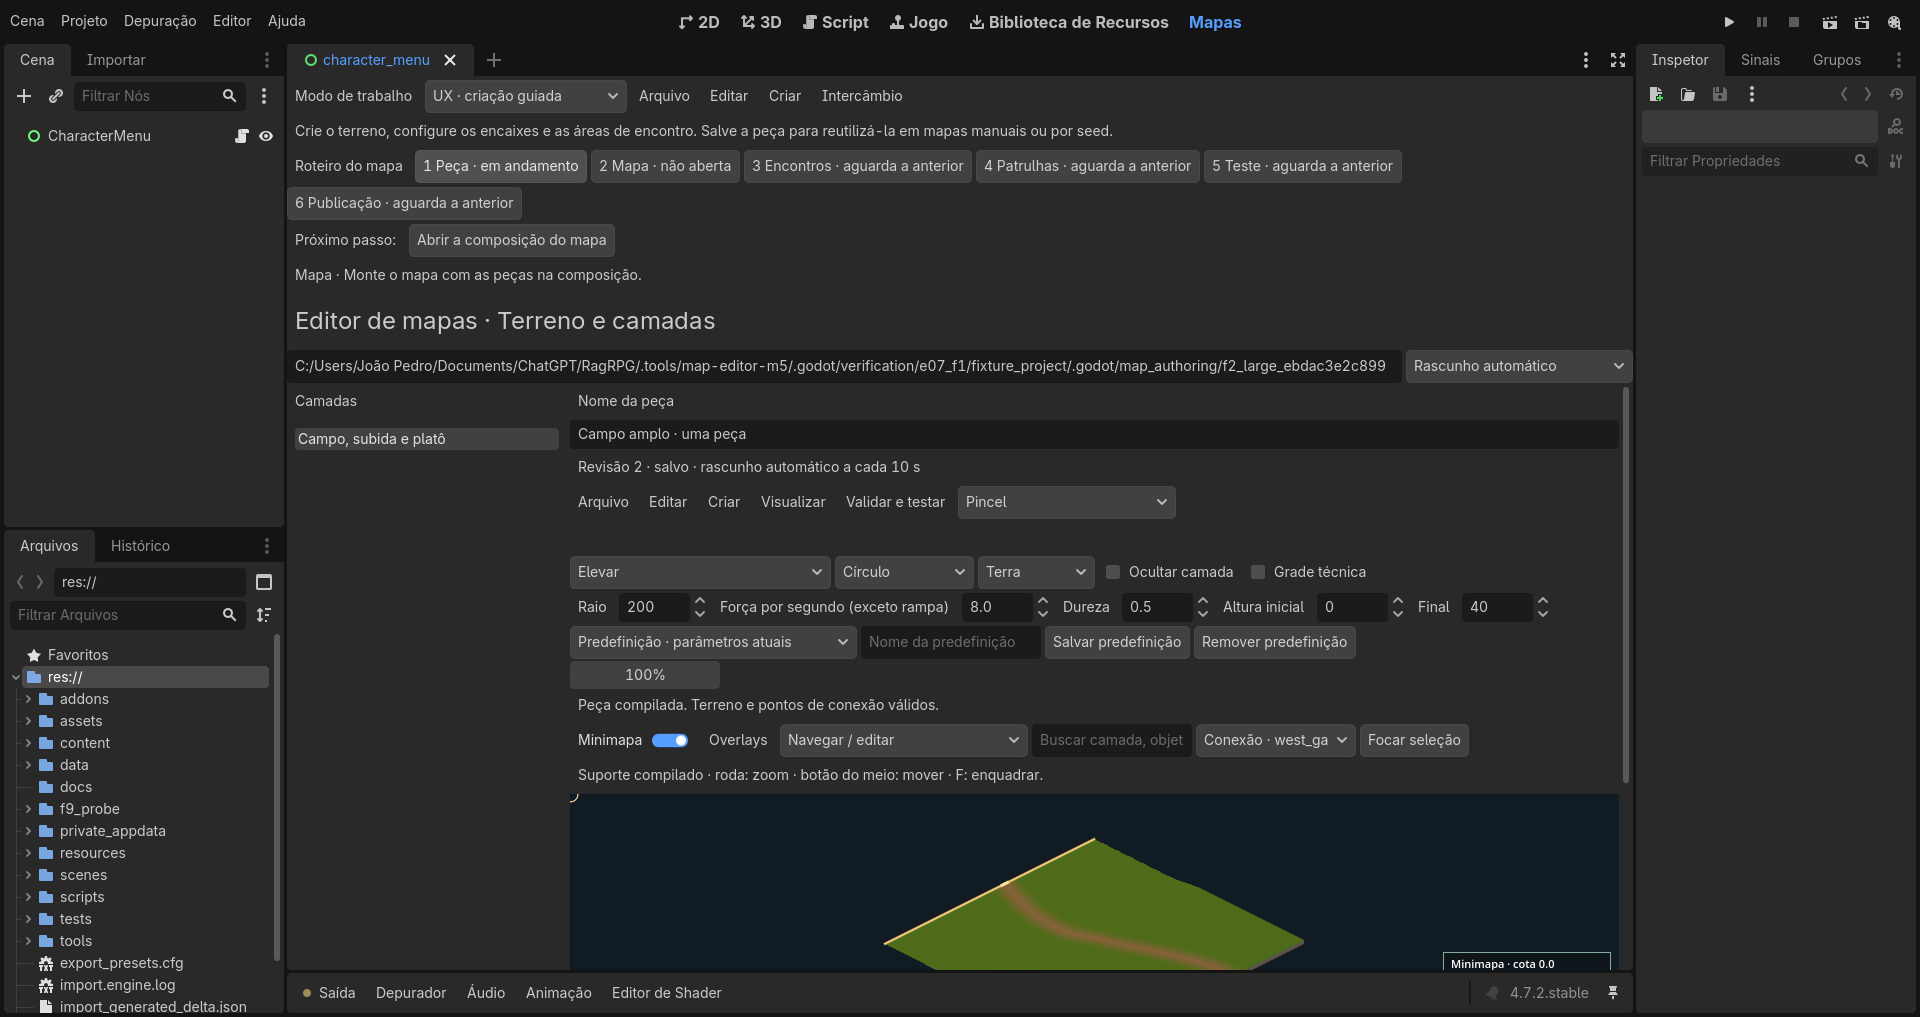 Cena Projeto Depuração Editor Ajuda
2D 3D Script Jogo Biblioteca de Recursos Mapas
Cena Importar
Filtrar Nós
CharacterMenu
character_menu
Modo de trabalho UX · criação guiada Arquivo Editar Criar Intercâmbio
Crie o terreno, configure os encaixes e as áreas de encontro. Salve a peça para reutilizá-la em mapas manuais ou por seed.
Roteiro do mapa 1 Peça · em andamento 2 Mapa · não aberta 3 Encontros · aguarda a anterior 4 Patrulhas · aguarda a anterior 5 Teste · aguarda a anterior
6 Publicação · aguarda a anterior
Próximo passo: Abrir a composição do mapa
Mapa · Monte o mapa com as peças na composição.
Editor de mapas · Terreno e camadas
C:/Users/João Pedro/Documents/ChatGPT/RagRPG/.tools/map-editor-m5/.godot/verification/e07_f1/fixture_project/.godot/map_authoring/f2_large_ebdac3e2c899 Rascunho automático
Camadas
Campo, subida e platô
Nome da peça
Campo amplo · uma peça
Revisão 2 · salvo · rascunho automático a cada 10 s
Arquivo Editar Criar Visualizar Validar e testar Pincel
Elevar Círculo Terra Ocultar camada Grade técnica
Raio 200 Força por segundo (exceto rampa) 8.0 Dureza 0.5 Altura inicial 0 Final 40
Predefinição · parâmetros atuais Nome da predefinição Salvar predefinição Remover predefinição
100%
Peça compilada. Terreno e pontos de conexão válidos.
Minimapa Overlays Navegar / editar Buscar camada, objet Conexão · west_ga Focar seleção
Suporte compilado · roda: zoom · botão do meio: mover · F: enquadrar.
Minimapa · cota 0.0
Arquivos Histórico
res://
Filtrar Arquivos
Favoritos
res://
addons
assets
content
data
docs
f9_probe
private_appdata
resources
scenes
scripts
tests
tools
export_presets.cfg
import.engine.log
import_generated_delta.json
Saída Depurador Áudio Animação Editor de Shader 4.7.2.stable
Inspetor Sinais Grupos
DOC
Filtrar Propriedades